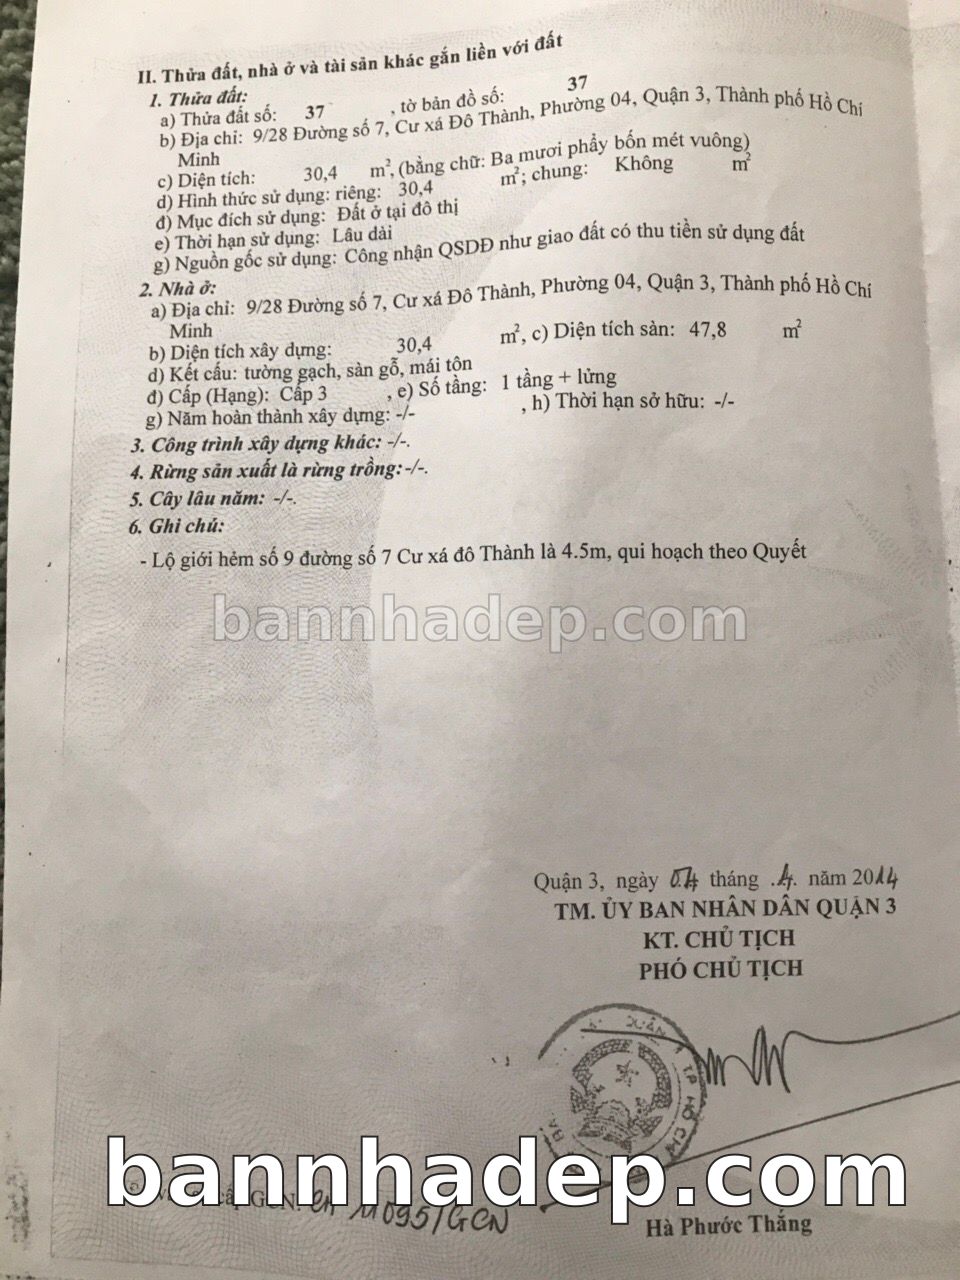 II. Thửa đất, nhà ở và tài sản khác gắn liền với đất
1. Thửa đất:
a) Thửa đất số: 37 , tờ bản đồ số: 37
b) Địa chỉ: 9/28 Đường số 7, Cư xá Đô Thành, Phường 04, Quận 3, Thành phố Hồ Chí
Minh
c) Diện tích: 30,4 m², (bằng chữ: Ba mươi phẩy bốn mét vuông)
d) Hình thức sử dụng: riêng: 30,4 m²; chung: Không m²
đ) Mục đích sử dụng: Đất ở tại đô thị
e) Thời hạn sử dụng: Lâu dài
g) Nguồn gốc sử dụng: Công nhận QSDĐ như giao đất có thu tiền sử dụng đất
2. Nhà ở:
a) Địa chỉ: 9/28 Đường số 7, Cư xá Đô Thành, Phường 04, Quận 3, Thành phố Hồ Chí
Minh
b) Diện tích xây dựng: 30,4 m², c) Diện tích sàn: 47,8 m²
d) Kết cấu: tường gạch, sàn gỗ, mái tôn
đ) Cấp (Hạng): Cấp 3 , e) Số tầng: 1 tầng + lửng
g) Năm hoàn thành xây dựng: -/- , h) Thời hạn sở hữu: -/-
3. Công trình xây dựng khác: -/-.
4. Rừng sản xuất là rừng trồng: -/-.
5. Cây lâu năm: -/-.
6. Ghi chú:
- Lộ giới hẻm số 9 đường số 7 Cư xá đô Thành là 4.5m, qui hoạch theo Quyết
bannhadep.com
Quận 3, ngày 04 tháng .4. năm 2014
TM. ỦY BAN NHÂN DÂN QUẬN 3
KT. CHỦ TỊCH
PHÓ CHỦ TỊCH
QUẬN TP HỒ CHÍ
bannhadep.com
cấp GCN: CH 11095/GCN
Hà Phước Thắng